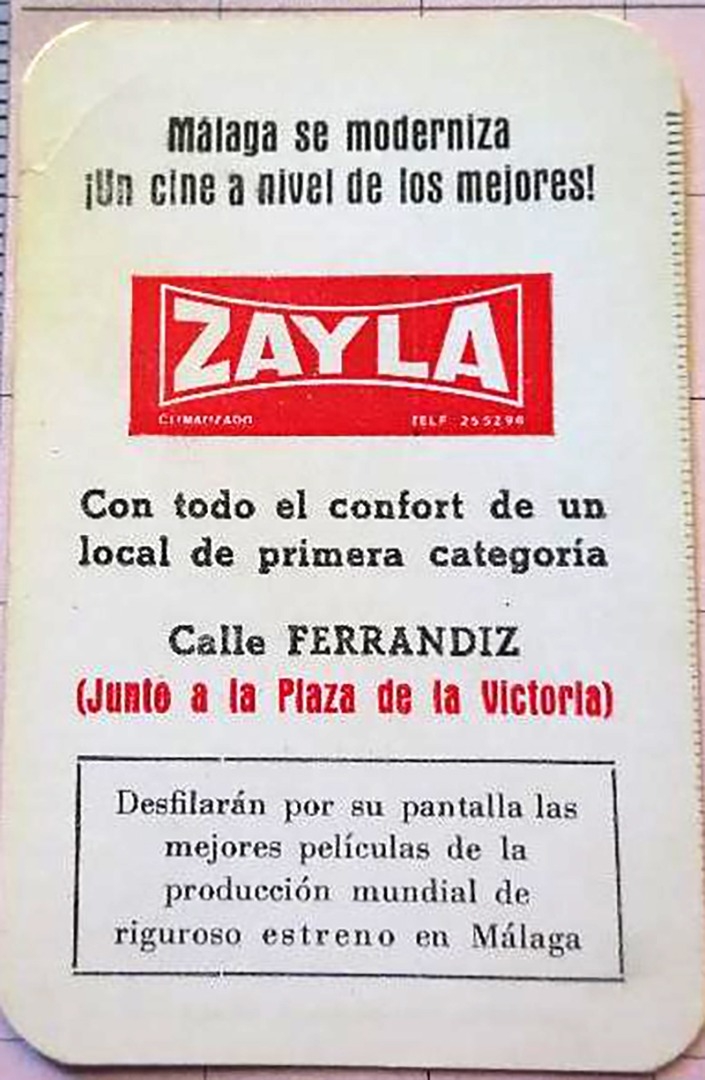 Málaga se moderniza
¡Un cine a nivel de los mejores!
ZAYLA
CLIMATIZADO TELF. 255298
Con todo el confort de un
local de primera categoría
Calle FERRANDIZ
(Junto a la Plaza de la Victoria)
Desfilarán por su pantalla las
mejores películas de la
producción mundial de
riguroso estreno en Málaga